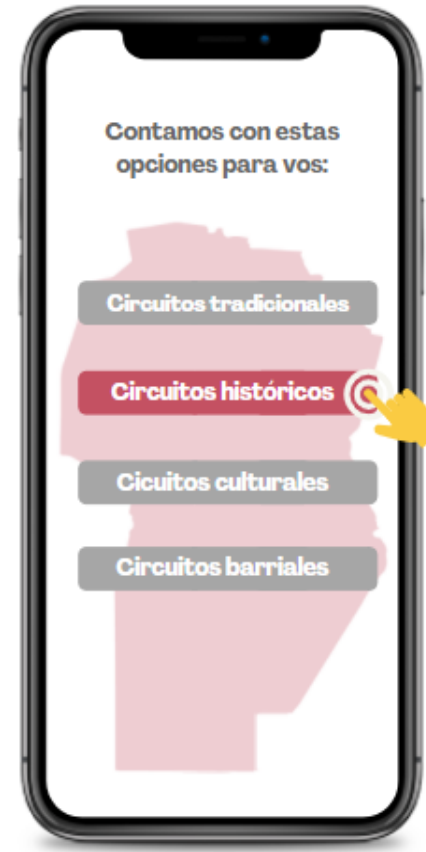 Contamos con estas
opciones para vos:
Circuitos tradicionales
Circuitos históricos
Cicuitos culturales
Circuitos barriales